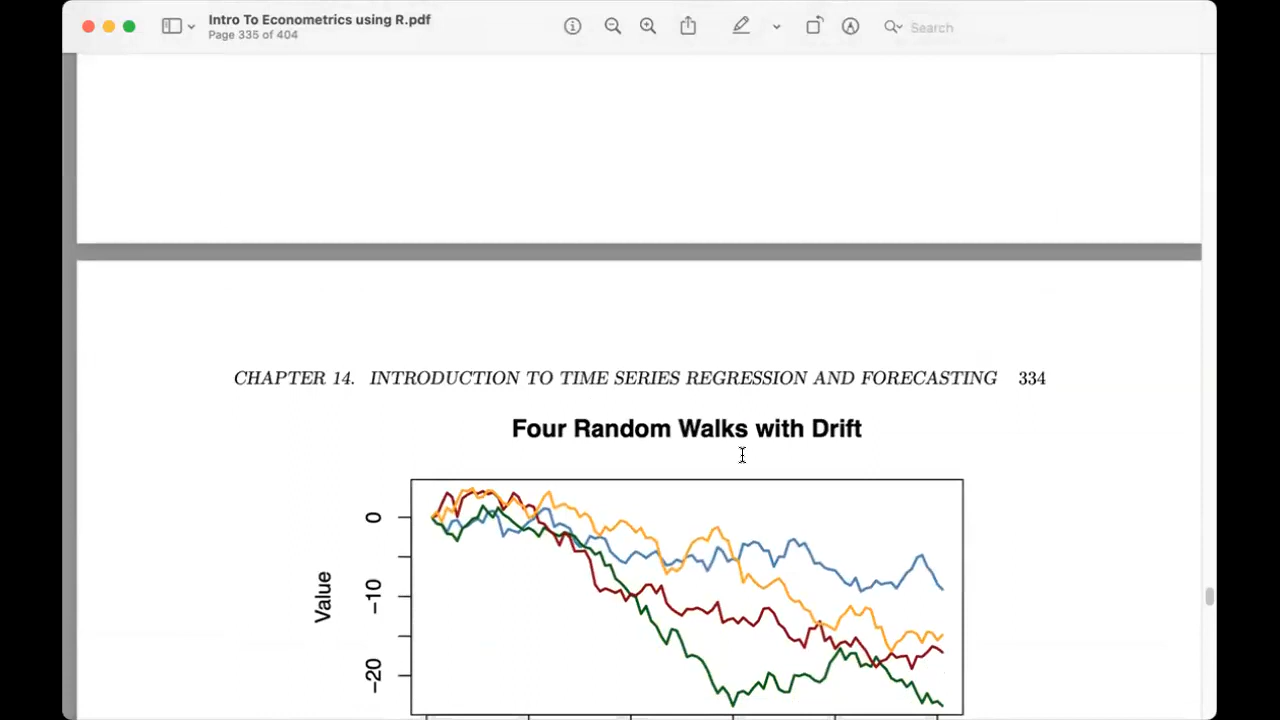 Intro To Econometrics using R.pdf
Page 335 of 404
Search
CHAPTER 14. INTRODUCTION TO TIME SERIES REGRESSION AND FORECASTING 334
Four Random Walks with Drift
0
−10
−20
Value